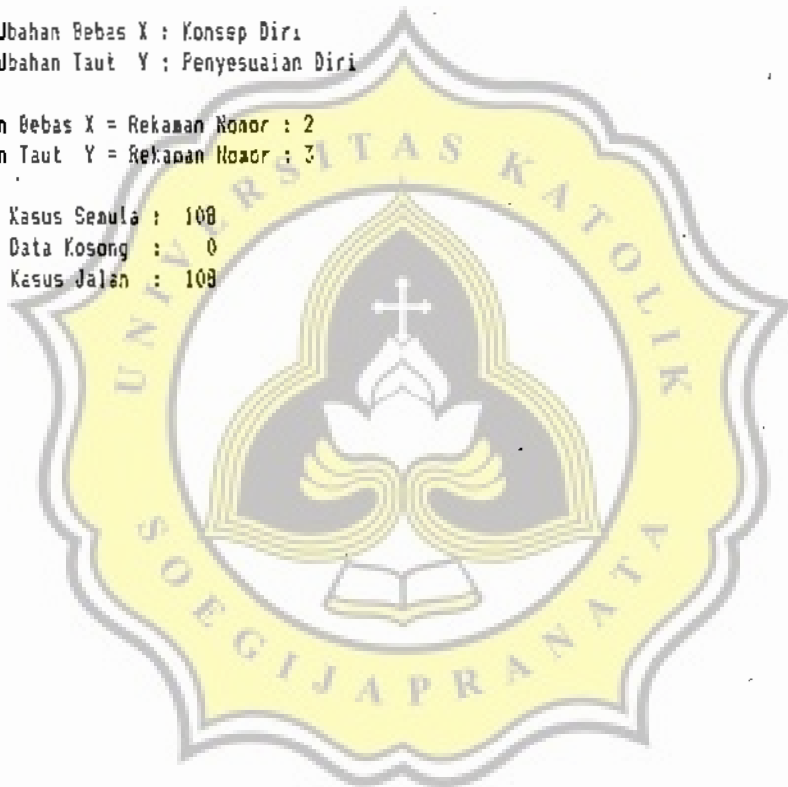 Ubahan Bebas X : Konsep Diri
Ubahan Taut Y : Penyesuaian Diri
n Bebas X = Rekaman Nomor : 2
n Taut Y = Rekaman Nomor : 3
Kasus Semula : 108
Data Kosong : 0
Kasus Jalan : 108
UNIVERSITAS KATOLIK
SOEGIJAPRANATA